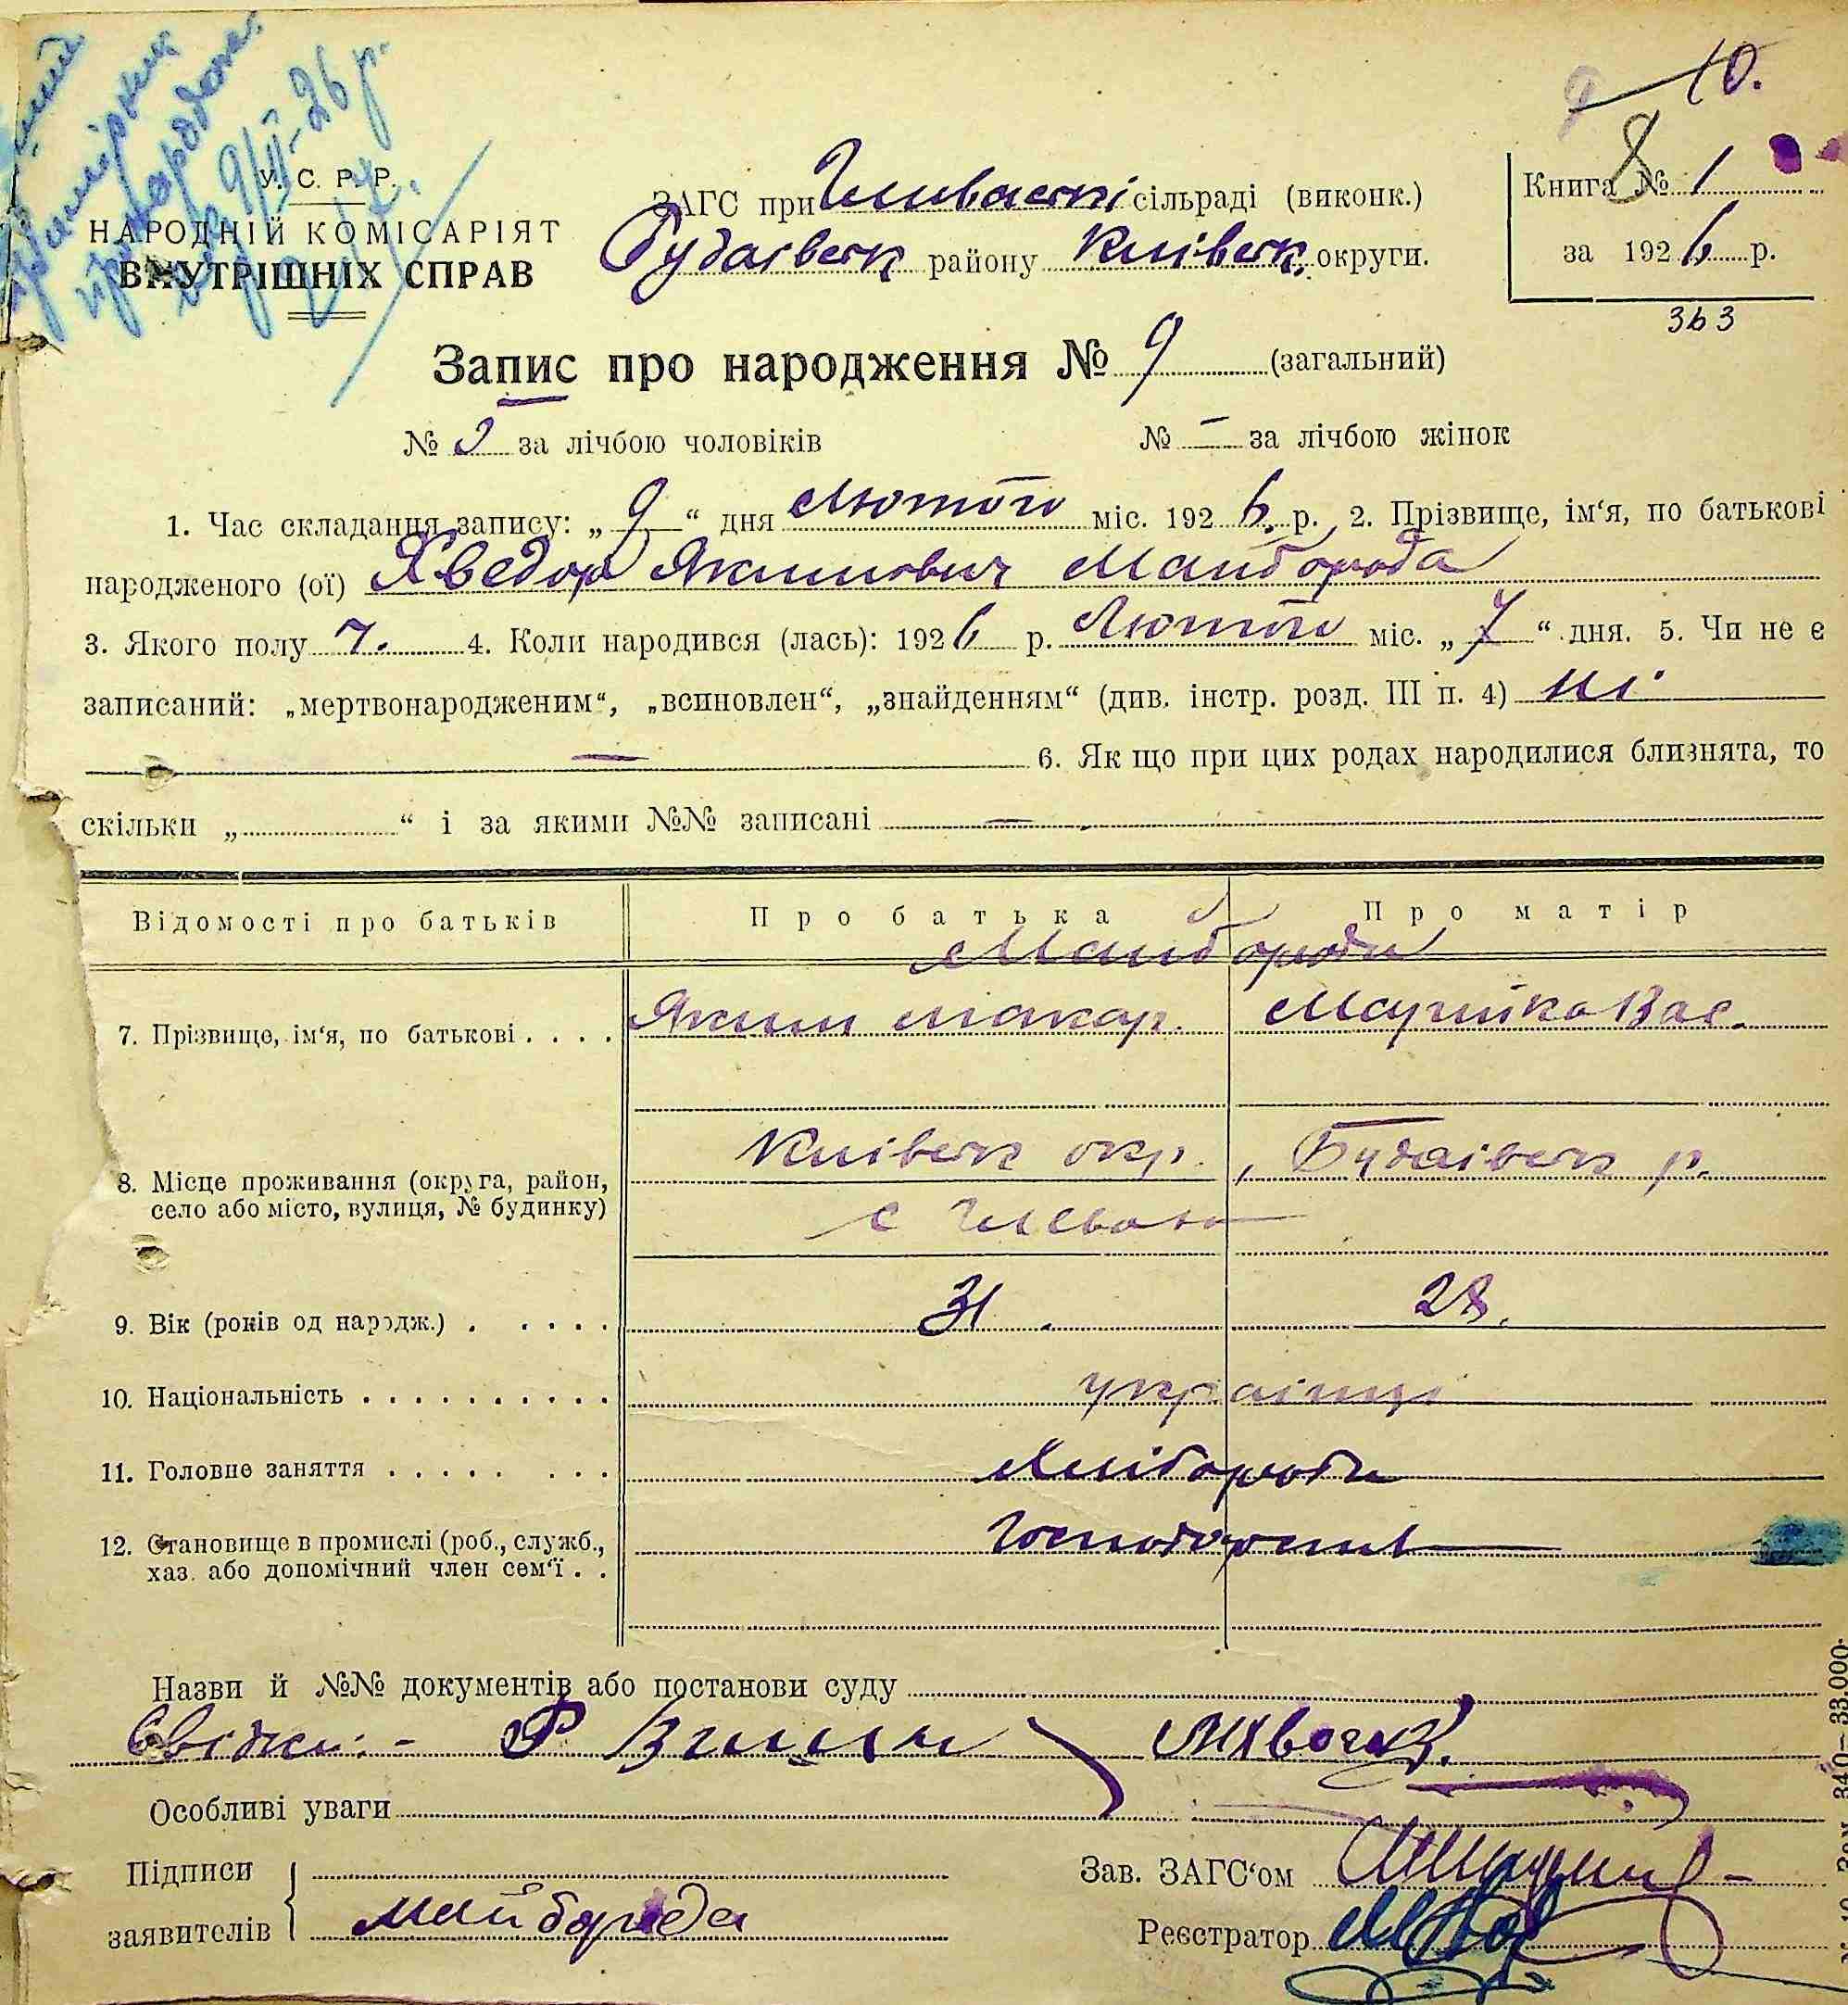 9/II-26 р.
10.
8
У. С. Р. Р.
НАРОДНІЙ КОМІСАРІЯТ
ВНУТРІШНІХ СПРАВ
ЗАГС при сільраді (виконк.)
Будаївськ району Київськ. округи.
Книга № 1
за 1926 р.
363
Запис про народження № 9 (загальний)
№ за лічбою чоловіків № — за лічбою жінок
1. Час складання запису: „ 9 “ дня Лютого міс. 1926 р. 2. Прізвище, ім‘я, по батькові
народженого (ої) Хведор Якимович Майборода
3. Якого полу ч. 4. Коли народився (лась): 1926 р. Лютого міс. „ 7 “ дня. 5. Чи не є
записаний: „мертвонародженим“, „всиновлен“, „знайденням“ (див. інстр. розд. III п. 4) ні
— 6. Як що при цих родах народилися близнята, то
скільки „ “ і за якими №№ записані —
Відомості про батьків Про батька Про матір
Майбороди
7. Прізвище, ім‘я, по батькові . . . . Яким Макар. Вас.
8. Місце проживання (округа, район, Київськ окр., Будаївськ р.
село або місто, вулиця, № будинку) с
9. Вік (років од народж.) . . . . . 31. 28.
10. Національність . . . . . . . . . . українці
11. Головне заняття . . . . . . . . Хлібороби
12. Становище в промислі (роб., служб.,
хаз. або допомічний член сем‘ї . .
Назви й №№ документів або постанови суду
Свідки: -
Особливі уваги
Підписи
заявителів Майборода
Зав. ЗАГС‘ом
Реєстратор